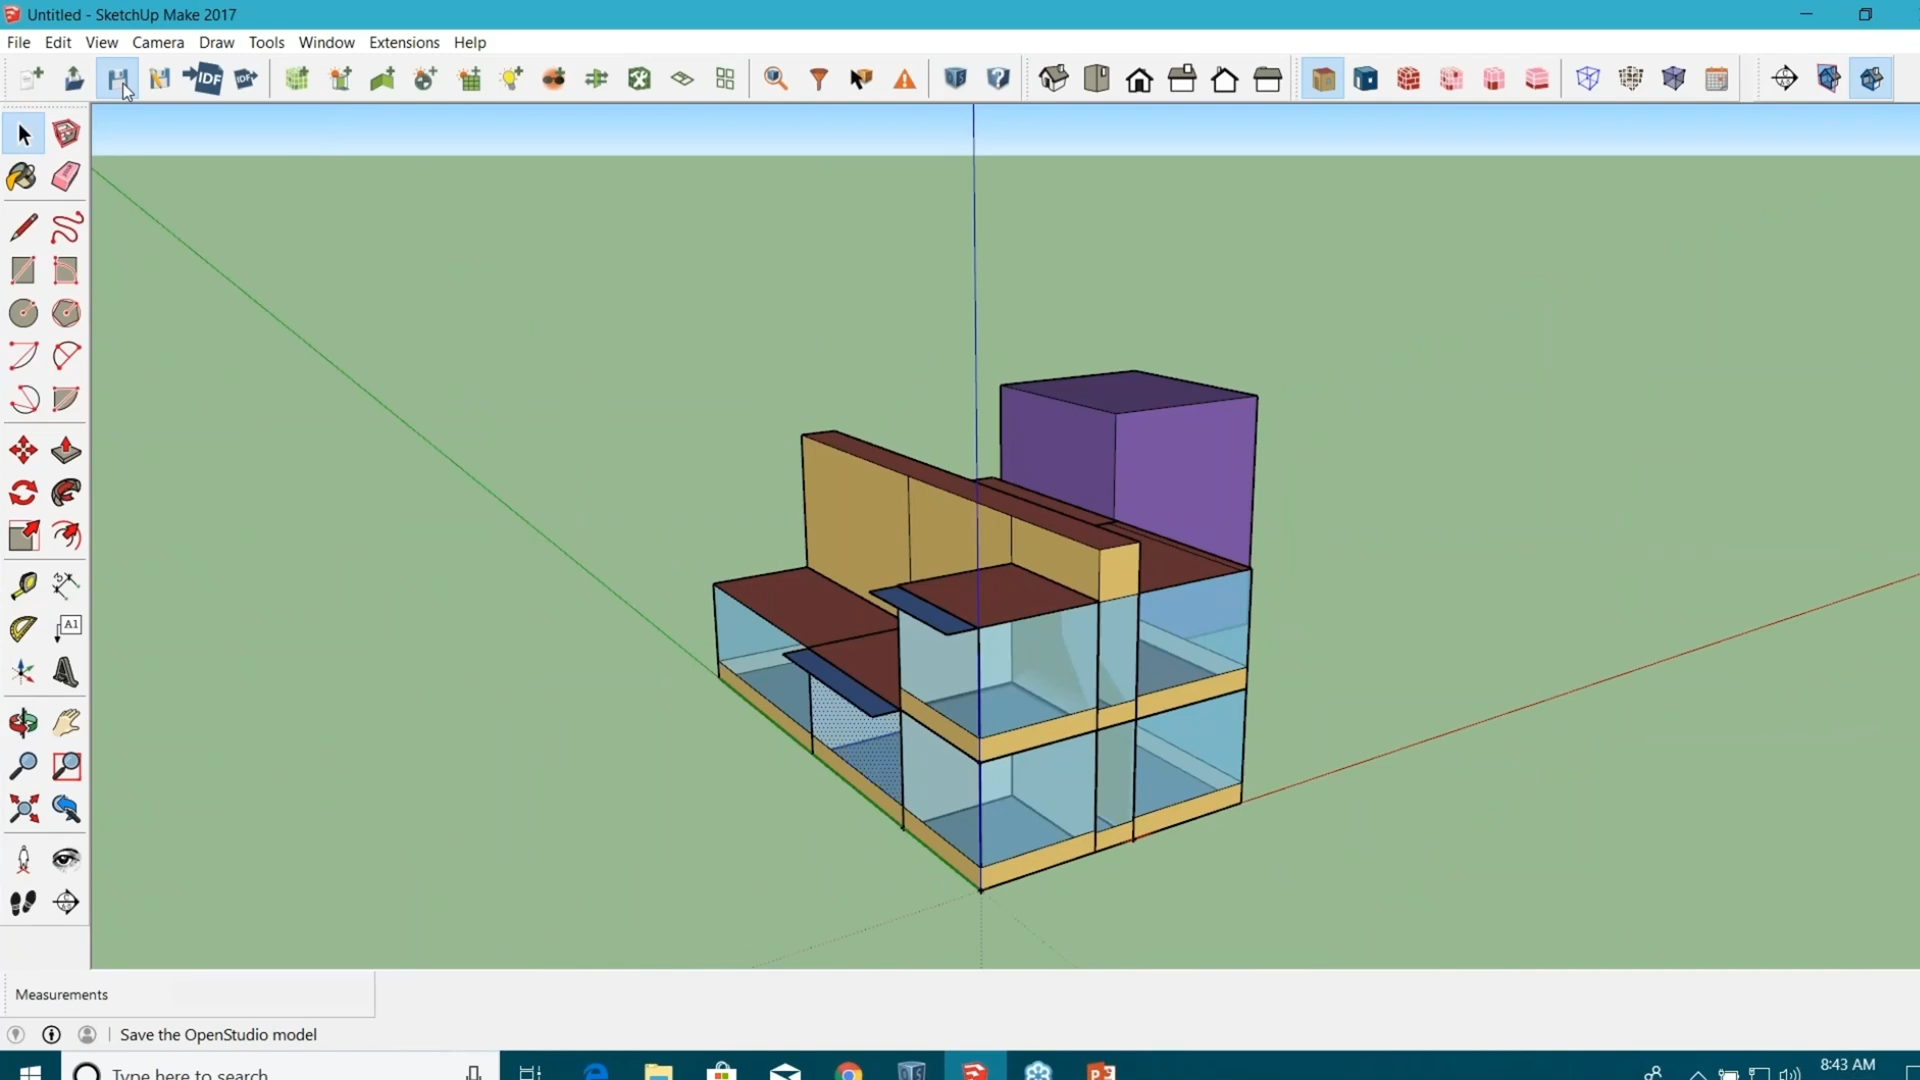 Untitled - SketchUp Make 2017
File Edit View Camera Draw Tools Window Extensions Help
IDF IDF
A1
Measurements
Save the OpenStudio model
Type here to search
8:43 AM